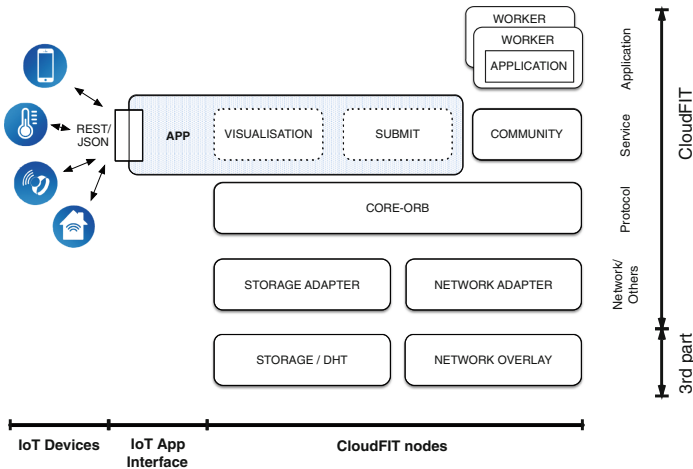 WORKER
WORKER
APPLICATION
Application
CloudFIT
REST/
JSON
APP
VISUALISATION
SUBMIT
COMMUNITY
Service
CORE-ORB
Protocol
STORAGE ADAPTER
NETWORK ADAPTER
Network/
Others
STORAGE / DHT
NETWORK OVERLAY
3rd part
IoT Devices
IoT App
Interface
CloudFIT nodes